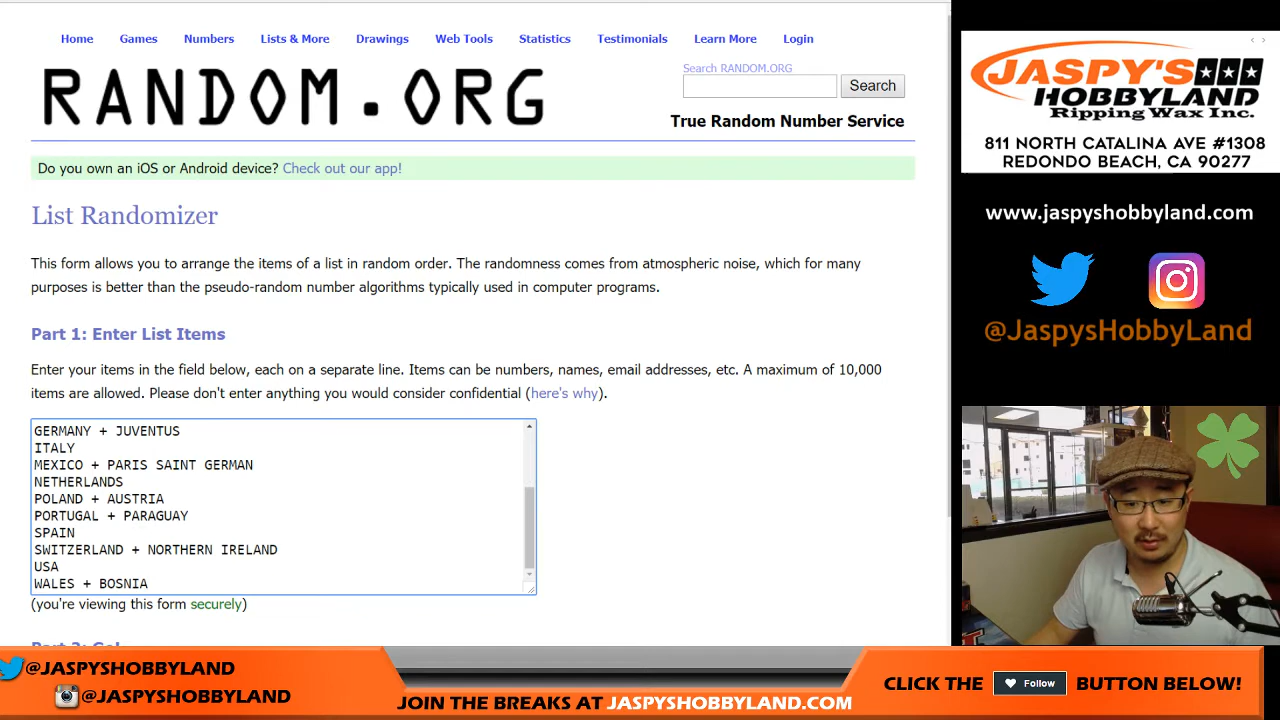 Home Games Numbers Lists & More Drawings Web Tools Statistics Testimonials Learn More Login
RANDOM.ORG
Search RANDOM.ORG
Search
True Random Number Service
Do you own an iOS or Android device? Check out our app!
List Randomizer
This form allows you to arrange the items of a list in random order. The randomness comes from atmospheric noise, which for many
purposes is better than the pseudo-random number algorithms typically used in computer programs.
Part 1: Enter List Items
Enter your items in the field below, each on a separate line. Items can be numbers, names, email addresses, etc. A maximum of 10,000
items are allowed. Please don't enter anything you would consider confidential (here's why).
GERMANY + JUVENTUS
ITALY
MEXICO + PARIS SAINT GERMAN
NETHERLANDS
POLAND + AUSTRIA
PORTUGAL + PARAGUAY
SPAIN
SWITZERLAND + NORTHERN IRELAND
USA
WALES + BOSNIA
(you're viewing this form securely)
JASPY'S
HOBBYLAND
Ripping Wax Inc.
811 NORTH CATALINA AVE #1308
REDONDO BEACH, CA 90277
www.jaspyshobbyland.com
@JaspysHobbyLand
@JASPYSHOBBYLAND
@JASPYSHOBBYLAND
JOIN THE BREAKS AT JASPYSHOBBYLAND.COM
CLICK THE Follow BUTTON BELOW!